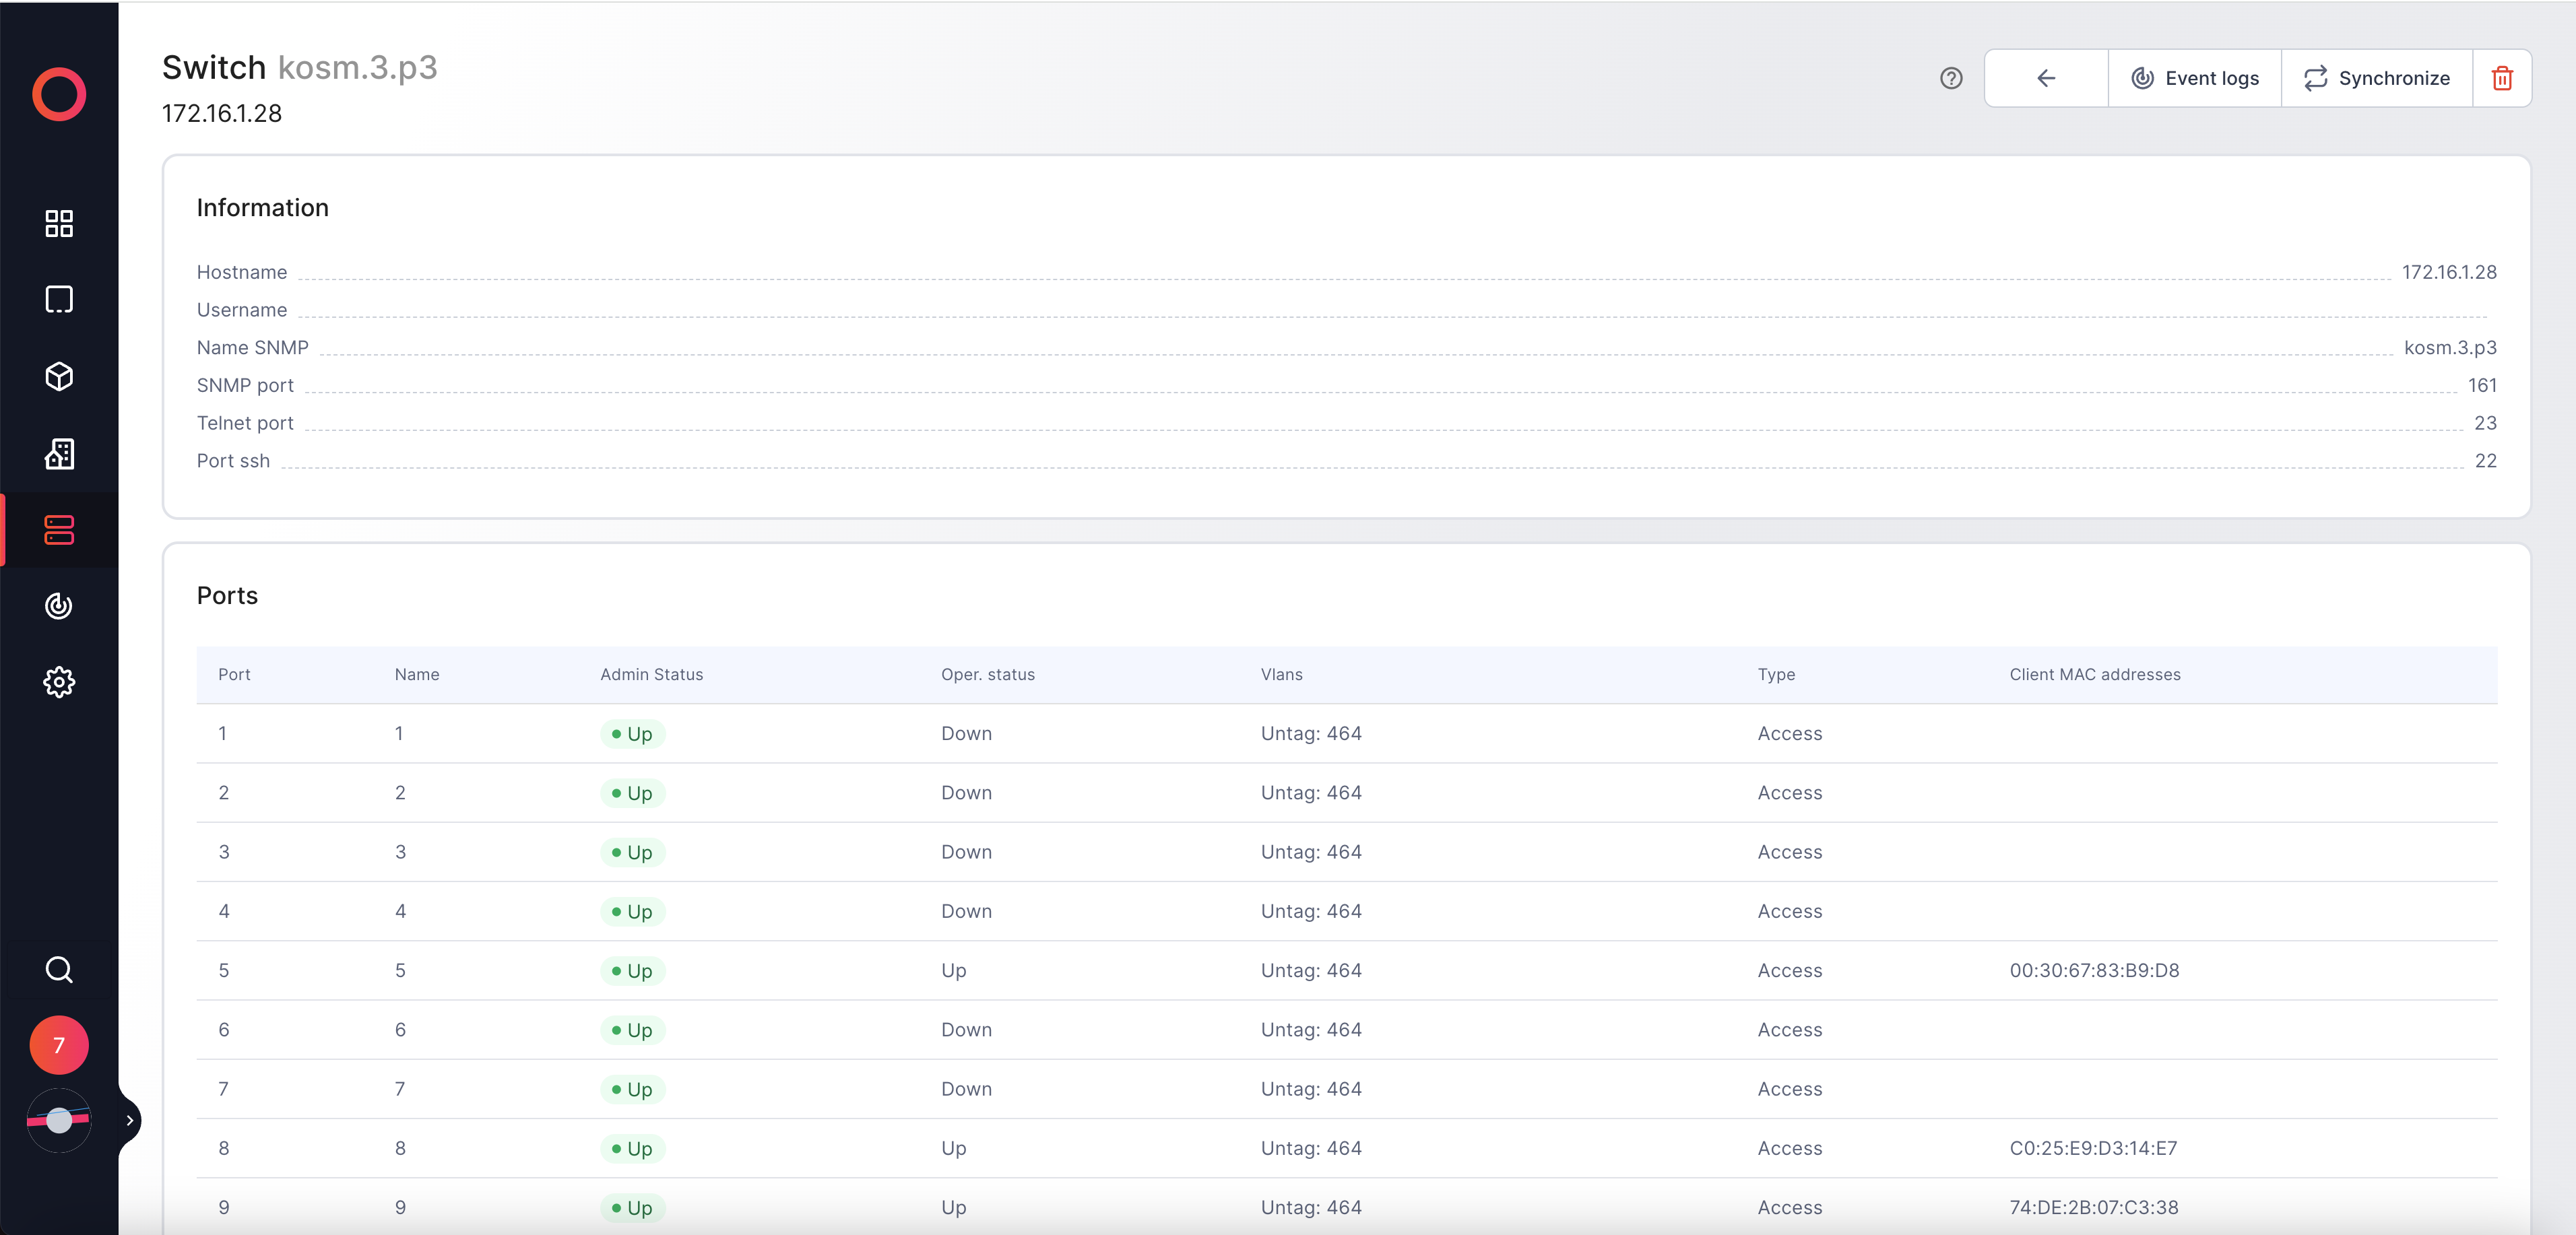 Switch kosm.3.p3
172.16.1.28
Event logs
Synchronize
Information
Hostname 172.16.1.28
Username
Name SNMP kosm.3.p3
SNMP port 161
Telnet port 23
Port ssh 22
Ports
Port Name Admin Status Oper. status Vlans Type Client MAC addresses
1 1 Up Down Untag: 464 Access
2 2 Up Down Untag: 464 Access
3 3 Up Down Untag: 464 Access
4 4 Up Down Untag: 464 Access
5 5 Up Up Untag: 464 Access 00:30:67:83:B9:D8
6 6 Up Down Untag: 464 Access
7 7 Up Down Untag: 464 Access
8 8 Up Up Untag: 464 Access C0:25:E9:D3:14:E7
9 9 Up Up Untag: 464 Access 74:DE:2B:07:C3:38
7